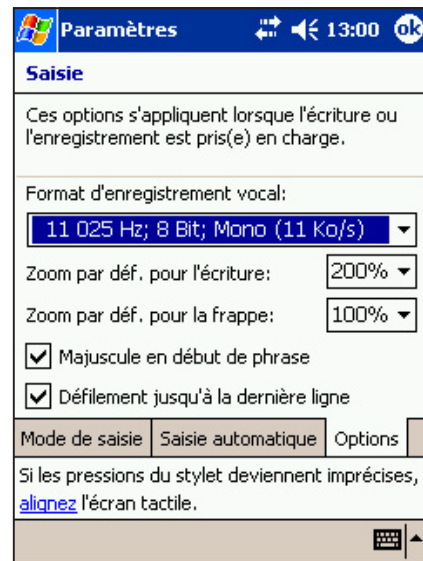 Paramètres 13:00 ok
Saisie
Ces options s'appliquent lorsque l'écriture ou
l'enregistrement est pris(e) en charge.
Format d'enregistrement vocal:
11 025 Hz; 8 Bit; Mono (11 Ko/s)
Zoom par déf. pour l'écriture: 200%
Zoom par déf. pour la frappe: 100%
Majuscule en début de phrase
Défilement jusqu'à la dernière ligne
Mode de saisie Saisie automatique Options
Si les pressions du stylet deviennent imprécises,
alignez l'écran tactile.